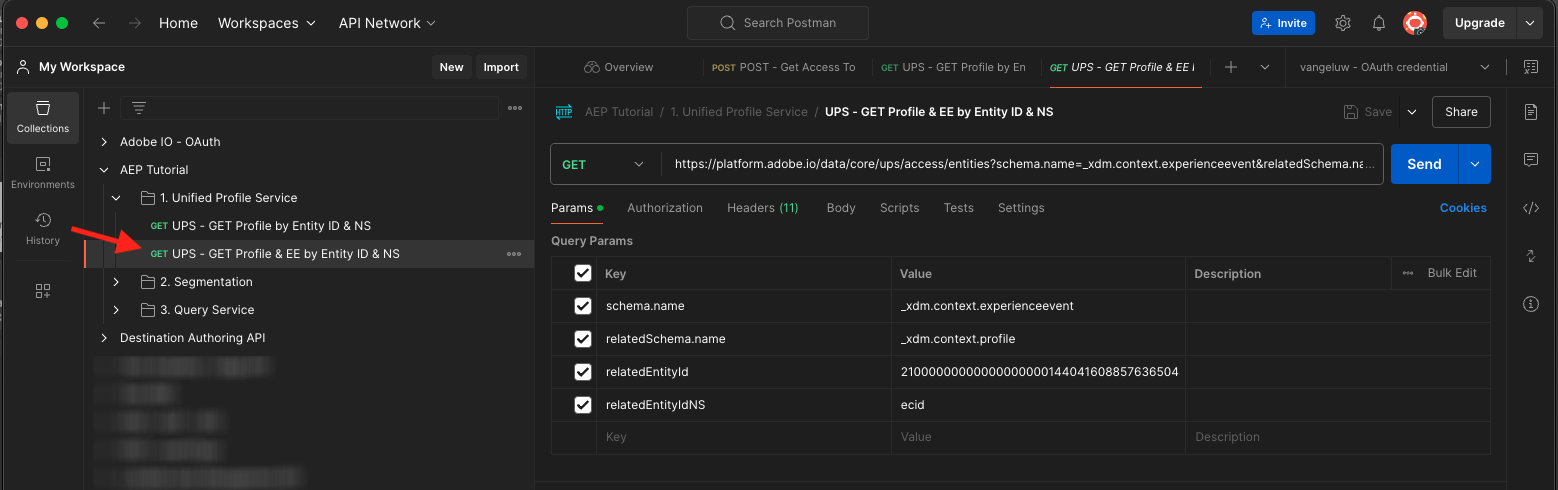 Home Workspaces API Network Search Postman Invite Upgrade
My Workspace New Import
Overview POST POST - Get Access To GET UPS - GET Profile by En GET UPS - GET Profile & EE vangeluw - OAuth credential
Collections
Environments
History
Adobe IO - OAuth
AEP Tutorial
1. Unified Profile Service
GET UPS - GET Profile by Entity ID & NS
GET UPS - GET Profile & EE by Entity ID & NS
2. Segmentation
3. Query Service
Destination Authoring API
HTTP AEP Tutorial / 1. Unified Profile Service / UPS - GET Profile & EE by Entity ID & NS Save Share
GET https://platform.adobe.io/data/core/ups/access/entities?schema.name=_xdm.context.experienceevent&relatedSchema.na... Send
Params Authorization Headers (11) Body Scripts Tests Settings Cookies
Query Params
Key Value Description Bulk Edit
schema.name _xdm.context.experienceevent
relatedSchema.name _xdm.context.profile
relatedEntityId
relatedEntityIdNS ecid
Key Value Description